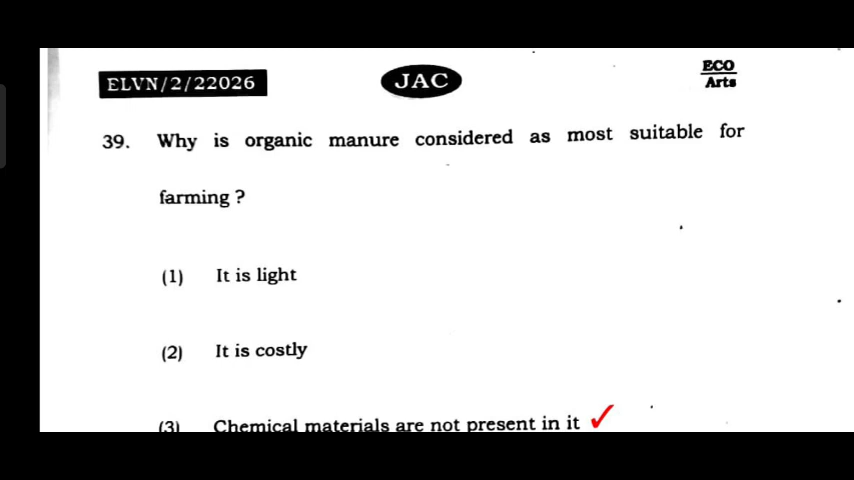 ELVN/2/22026 JAC ECO
Arts
39. Why is organic manure considered as most suitable for
farming ?
(1) It is light
(2) It is costly
(3) Chemical materials are not present in it ✓